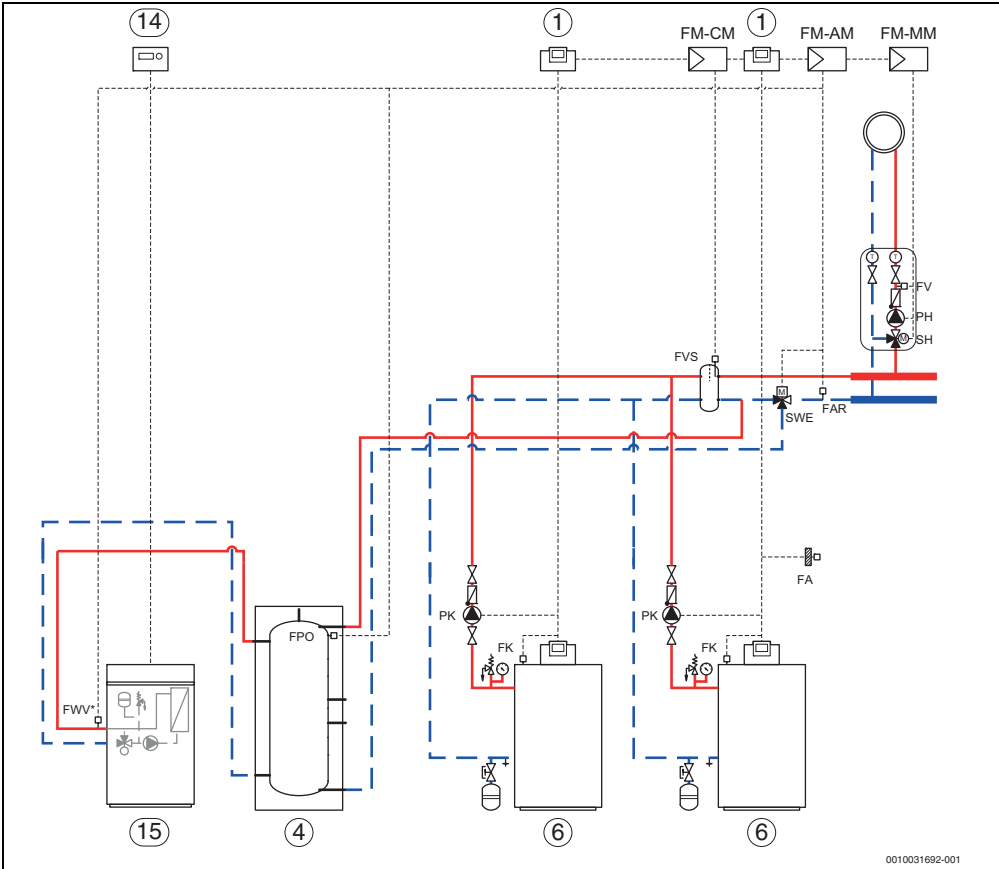 14
1
1
FM-CM
FM-AM
FM-MM
T
T
FV
PH
M
SH
FVS
M
SWE
FAR
FA
PK
PK
FPO
FK
FK
FWV*
15
4
6
6
0010031692-001